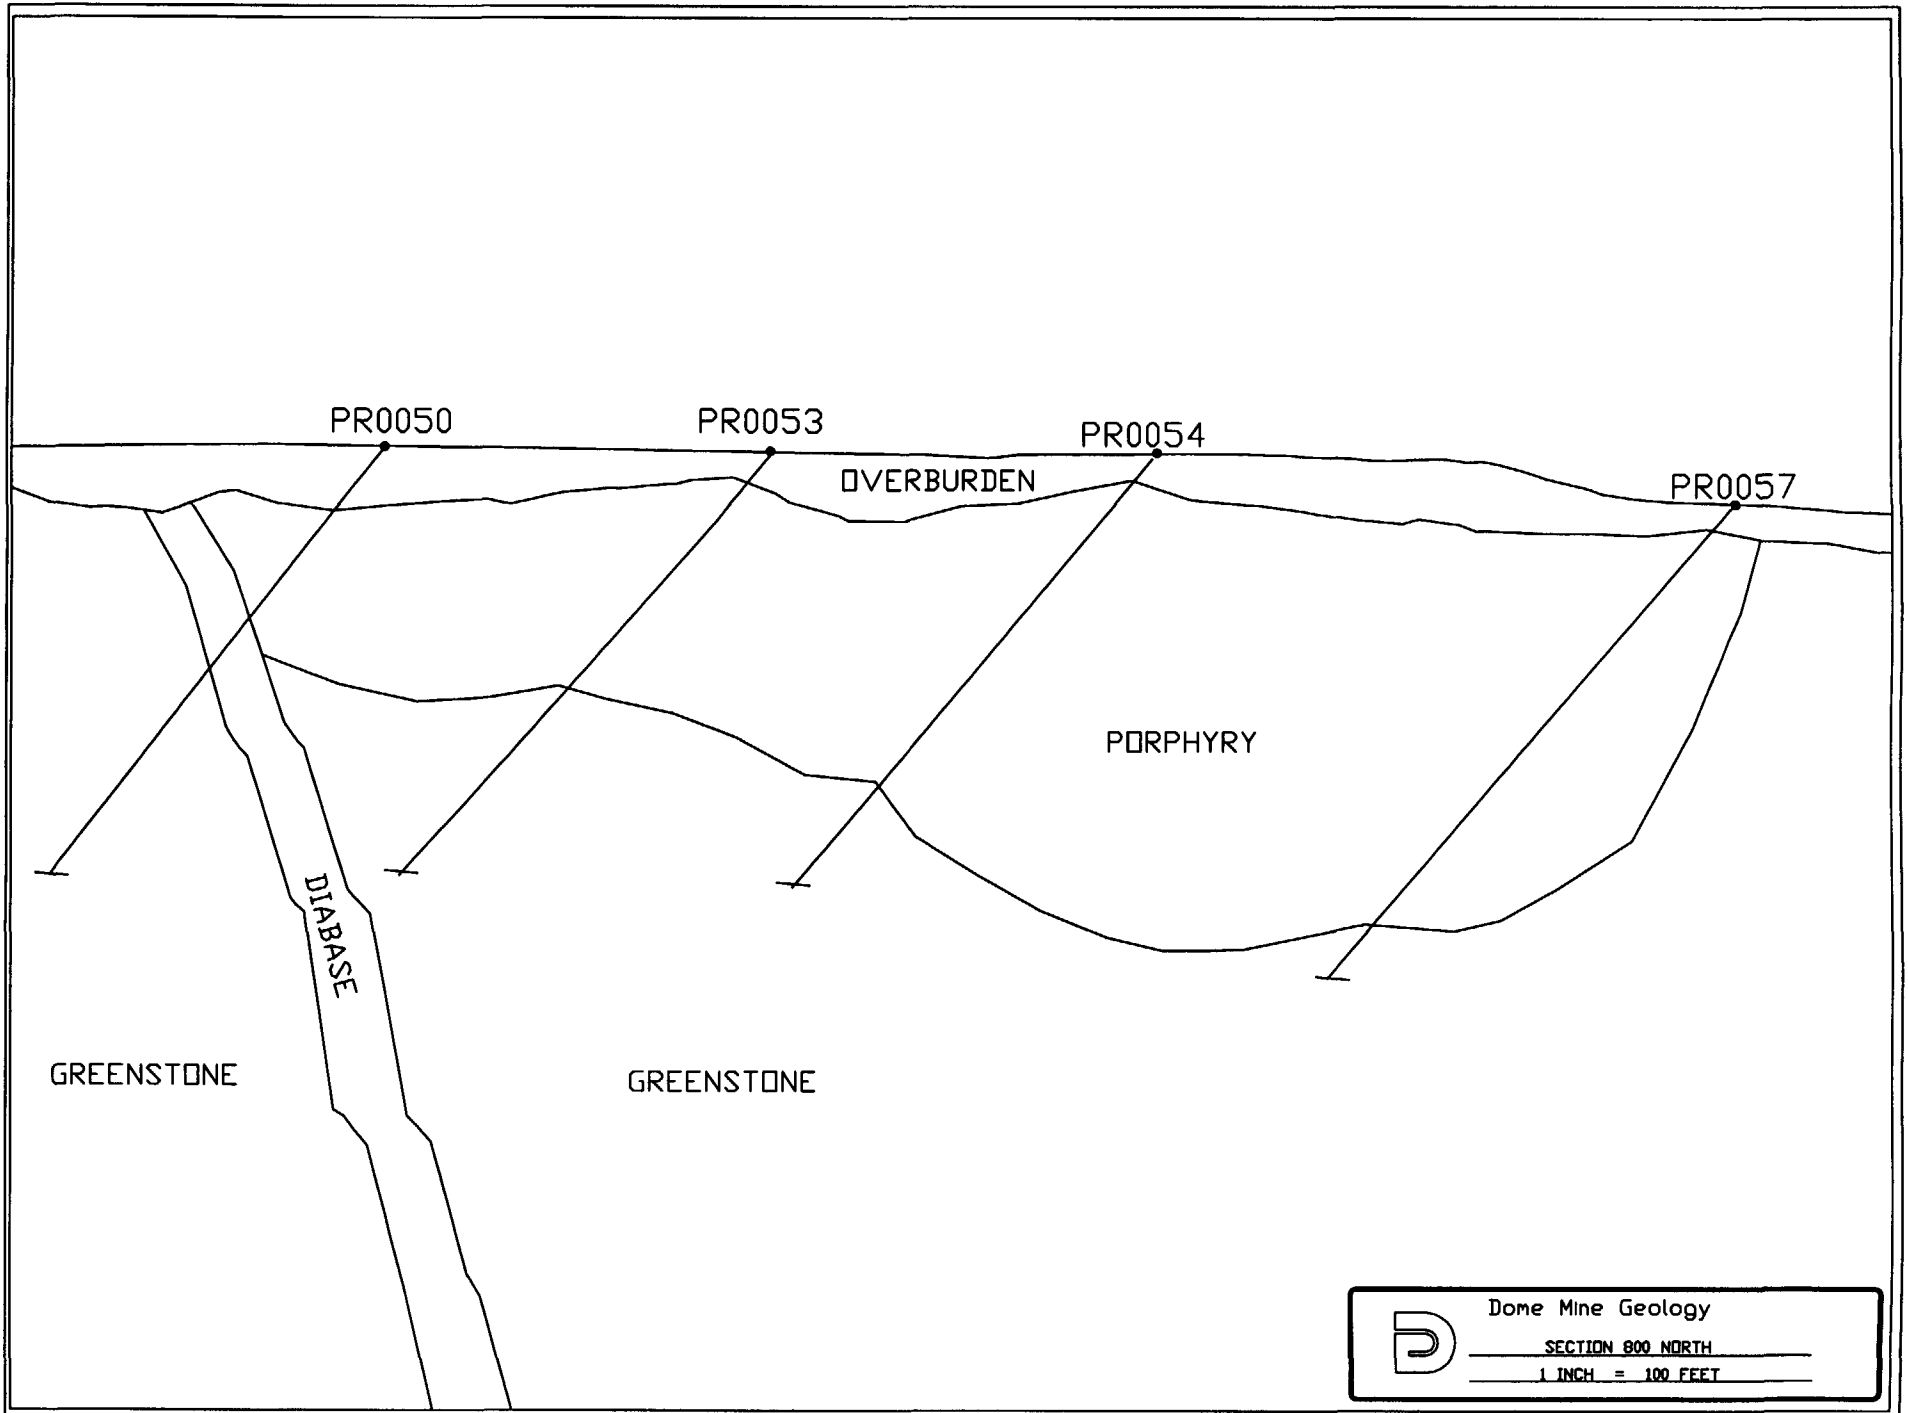 PR0050
PR0053
PR0054
OVERBURDEN
PR0057
PORPHYRY
DIABASE
GREENSTONE
GREENSTONE
Dome Mine Geology
SECTION 800 NORTH
1 INCH = 100 FEET